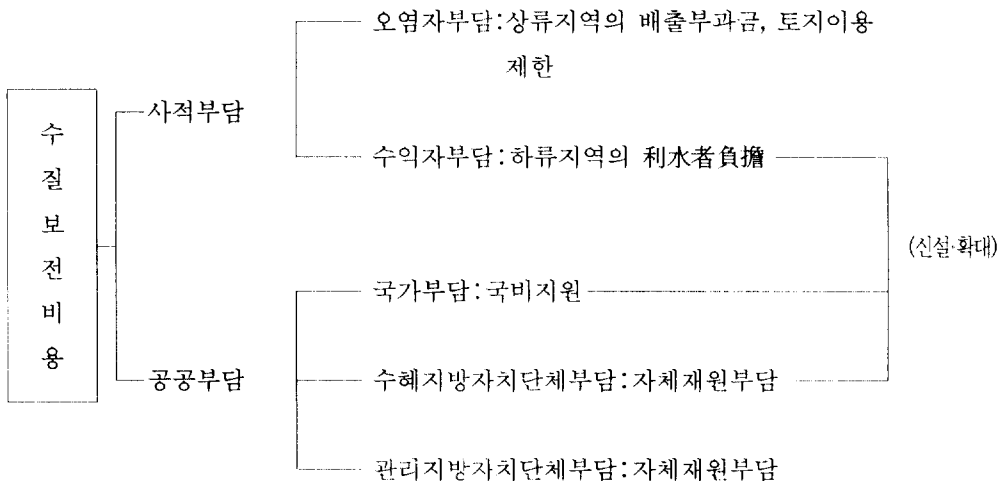 수질보전비용
사적부담
오염자부담:상류지역의 배출부과금, 토지이용
제한
수익자부담:하류지역의 利水者負擔
(신설·확대)
공공부담
국가부담:국비지원
수혜지방자치단체부담:자체재원부담
관리지방자치단체부담:자체재원부담